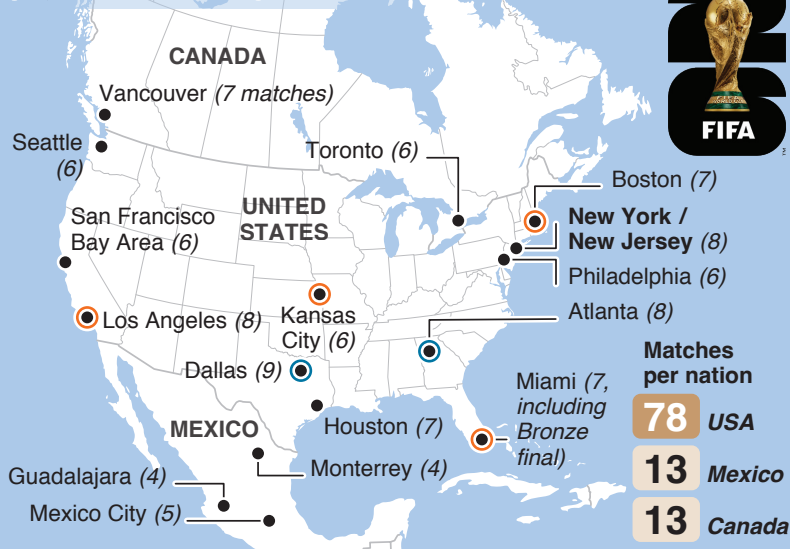 CANADA
Vancouver (7 matches)
Seattle
(6)
Toronto (6)
FIFA
Boston (7)
San Francisco
Bay Area (6)
UNITED
STATES
New York /
New Jersey (8)
Philadelphia (6)
Los Angeles (8)
Kansas
City (6)
Atlanta (8)
Dallas (9)
Matches
per nation
78 USA
13 Mexico
13 Canada
Miami (7,
including
Bronze
final)
MEXICO
Houston (7)
Monterrey (4)
Guadalajara (4)
Mexico City (5)